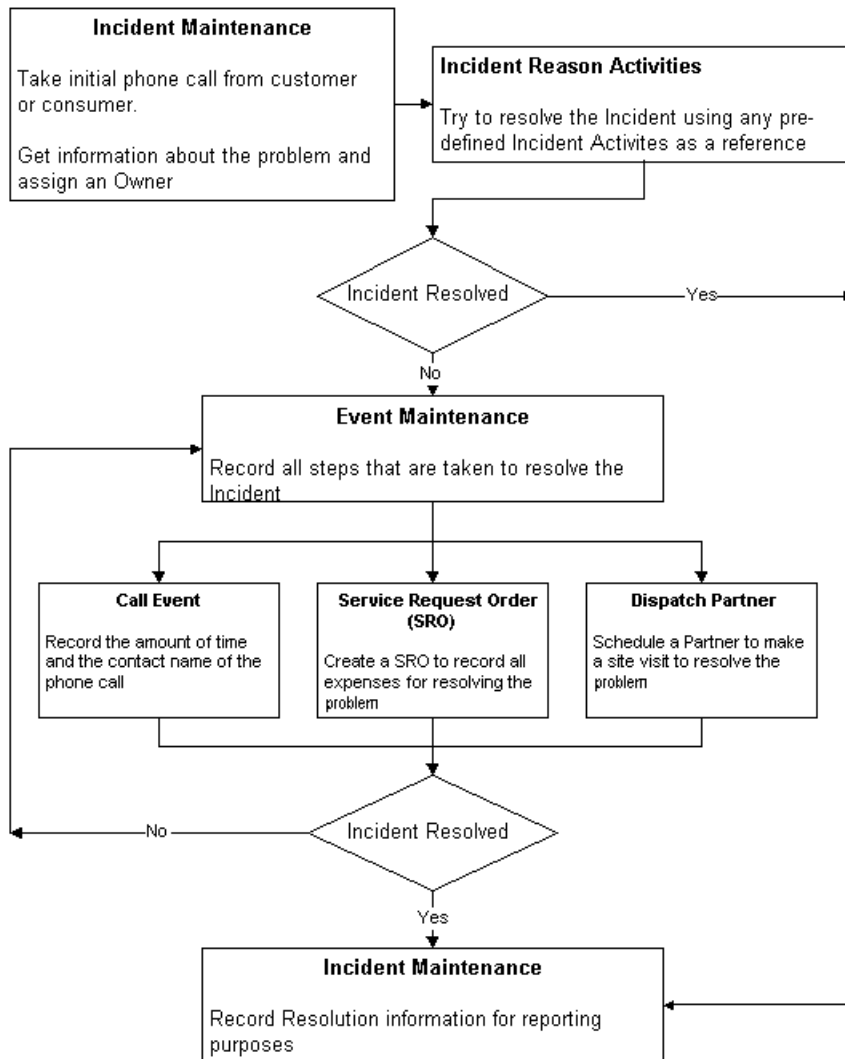 Incident Maintenance
Take initial phone call from customer
or consumer.
Get information about the problem and
assign an Owner
Incident Reason Activities
Try to resolve the Incident using any pre-
defined Incident Activites as a reference
Incident Resolved
Yes
No
Event Maintenance
Record all steps that are taken to resolve the
Incident
Call Event
Record the amount of time
and the contact name of the
phone call
Service Request Order
(SRO)
Create a SRO to record all
expenses for resolving the
problem
Dispatch Partner
Schedule a Partner to make
a site visit to resolve the
problem
Incident Resolved
No
Yes
Incident Maintenance
Record Resolution information for reporting
purposes